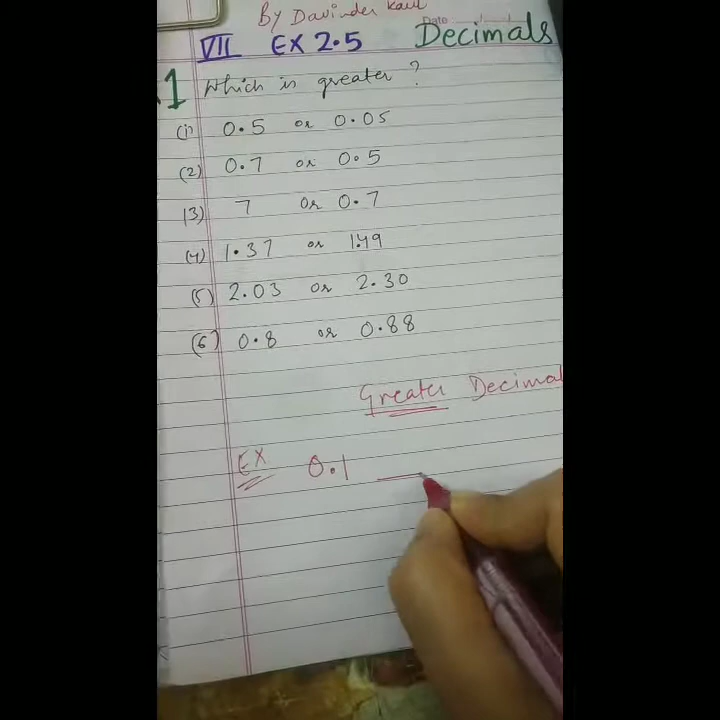 By Davinder Kaul
Date
VII EX 2.5 Decimals
1 Which is greater ?
(1) 0.5 or 0.05
(2) 0.7 or 0.5
(3) 7 or 0.7
(4) 1.37 or 1.49
(5) 2.03 or 2.30
(6) 0.8 or 0.88
Greater Decimal
EX 0.1